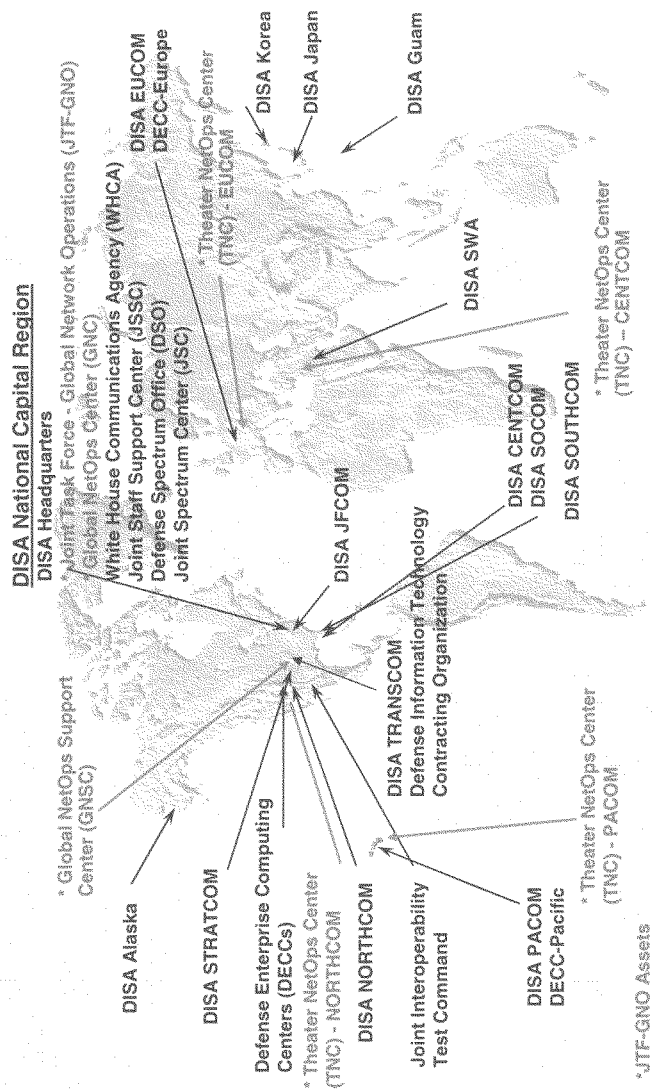 DISA National Capital Region
DISA Headquarters
* Joint Task Force - Global Network Operations (JTF-GNO)
Global NetOps Center (GNC)
White House Communications Agency (WHCA)
Joint Staff Support Center (JSSC)
Defense Spectrum Office (DSO)
Joint Spectrum Center (JSC)
* Global NetOps Support
Center (GNSC)
DISA Alaska
DISA STRATCOM
Defense Enterprise Computing
Centers (DECCs)
* Theater NetOps Center
(TNC) - NORTHCOM
DISA NORTHCOM
Joint Interoperability
Test Command
DISA PACOM
DECC-Pacific
* Theater NetOps Center
(TNC) - PACOM
DISA TRANSCOM
Defense Information Technology
Contracting Organization
DISA JFCOM
DISA CENTCOM
DISA SOCOM
DISA SOUTHCOM
DISA EUCOM
DECC-Europe
* Theater NetOps Center
(TNC) - EUCOM
DISA Korea
DISA Japan
DISA Guam
DISA SWA
* Theater NetOps Center
(TNC) – CENTCOM
*JTF-GNO Assets